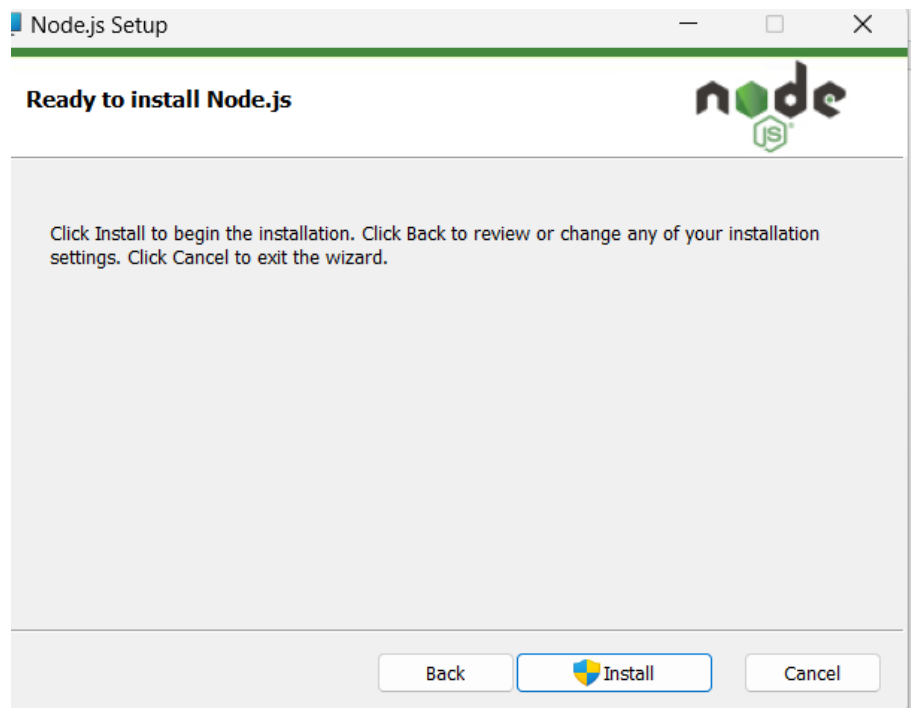 Node.js Setup
Ready to install Node.js
node
JS
Click Install to begin the installation. Click Back to review or change any of your installation
settings. Click Cancel to exit the wizard.
Back
Install
Cancel